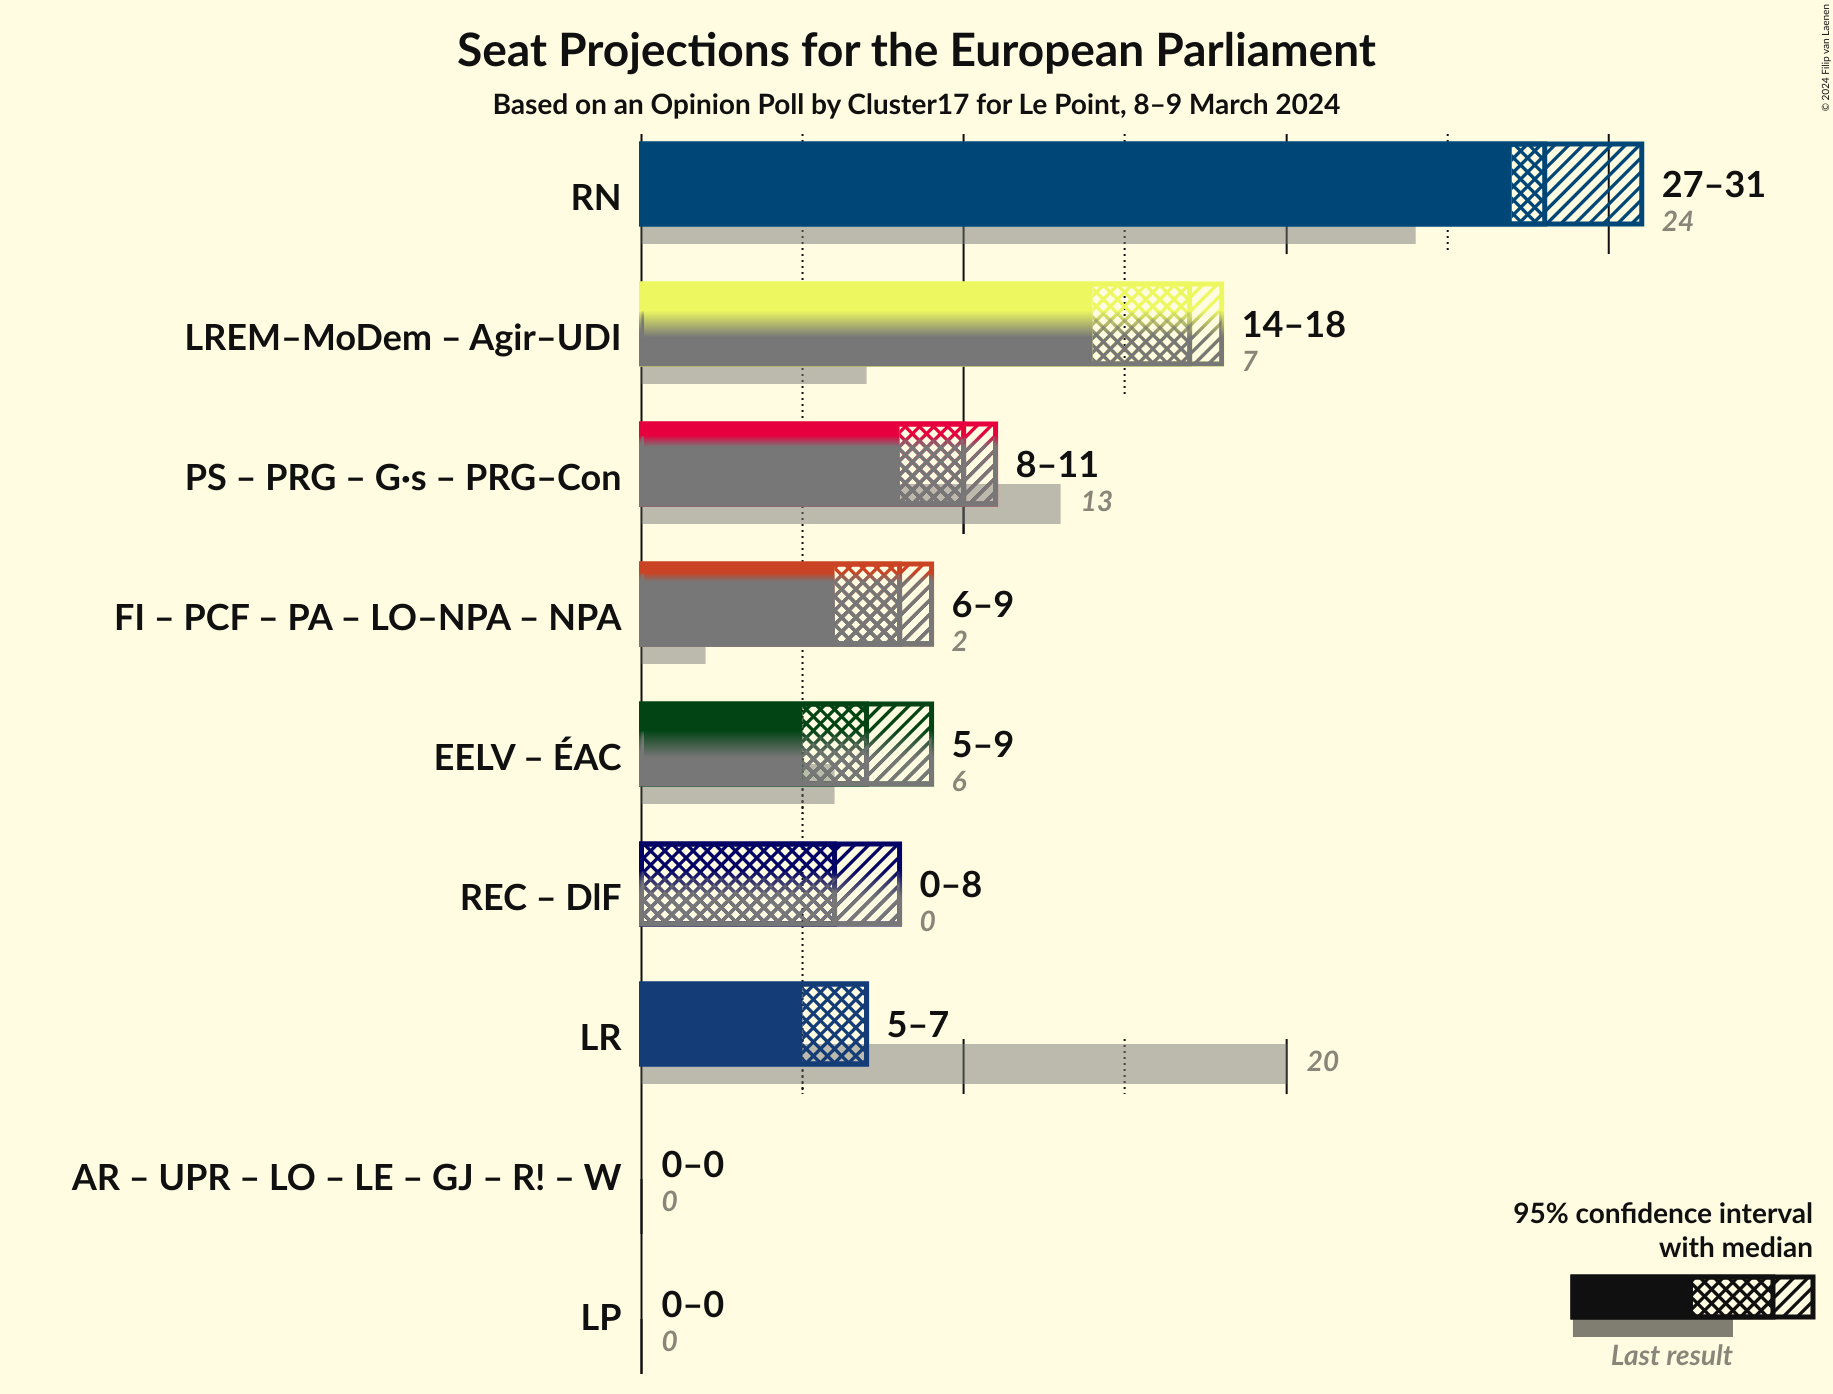 Seat Projections for the European Parliament
Based on an Opinion Poll by Cluster17 for Le Point, 8–9 March 2024
© 2024 Filip van Laenen
RN
27–31
24
LREM–MoDem – Agir–UDI
14–18
7
PS – PRG – G·s – PRG–Con
8–11
13
FI – PCF – PA – LO–NPA – NPA
6–9
2
EELV – ÉAC
5–9
6
REC – DlF
0–8
0
LR
5–7
20
AR – UPR – LO – LE – GJ – R! – W
0–0
0
LP
0–0
0
95% confidence interval
with median
Last result